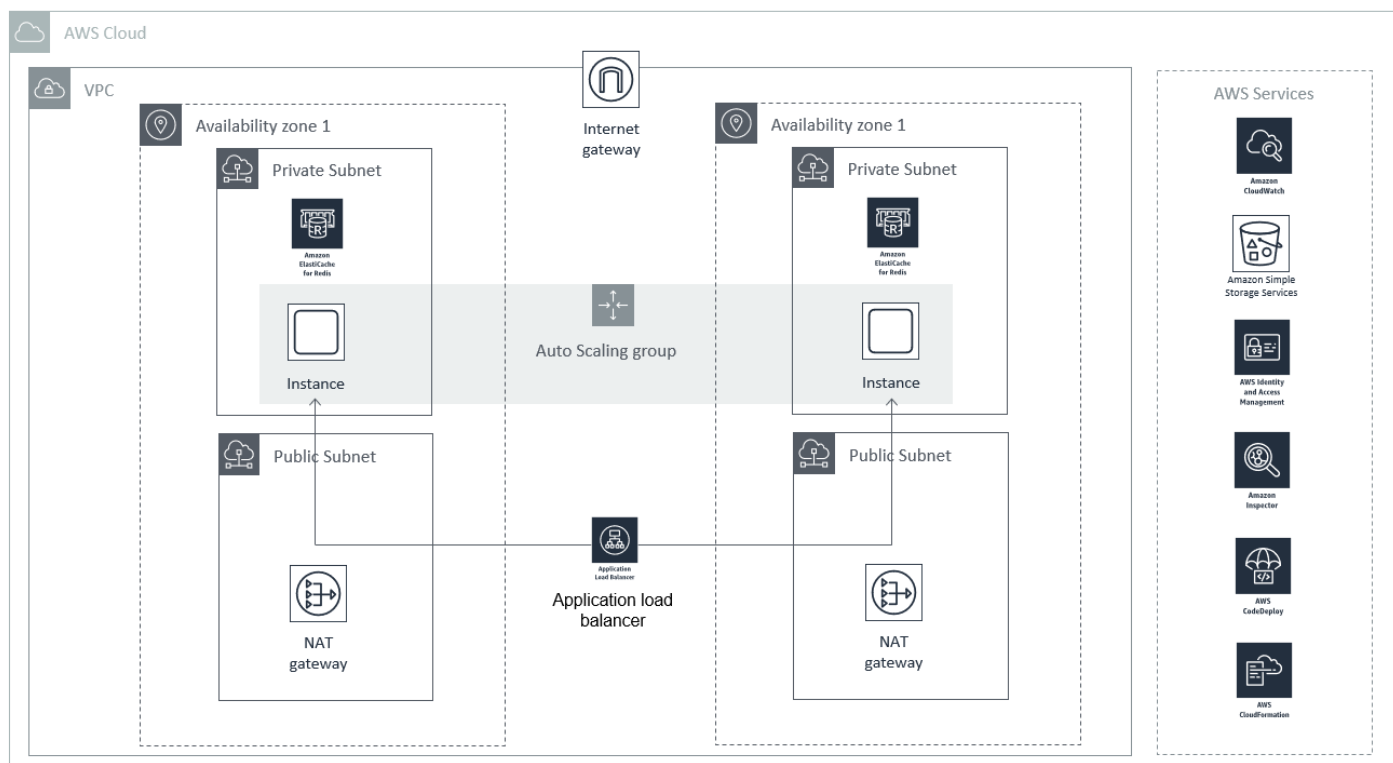 AWS Cloud
VPC
Internet
gateway
Availability zone 1
Private Subnet
R
Amazon
ElastiCache
for Redis
Instance
Public Subnet
NAT
gateway
Auto Scaling group
Application
Load Balancer
Application load
balancer
Availability zone 1
Private Subnet
R
Amazon
ElastiCache
for Redis
Instance
Public Subnet
NAT
gateway
AWS Services
Amazon
CloudWatch
Amazon Simple
Storage Services
AWS Identity
and Access
Management
Amazon
Inspector
</>
AWS
CodeDeploy
AWS
CloudFormation